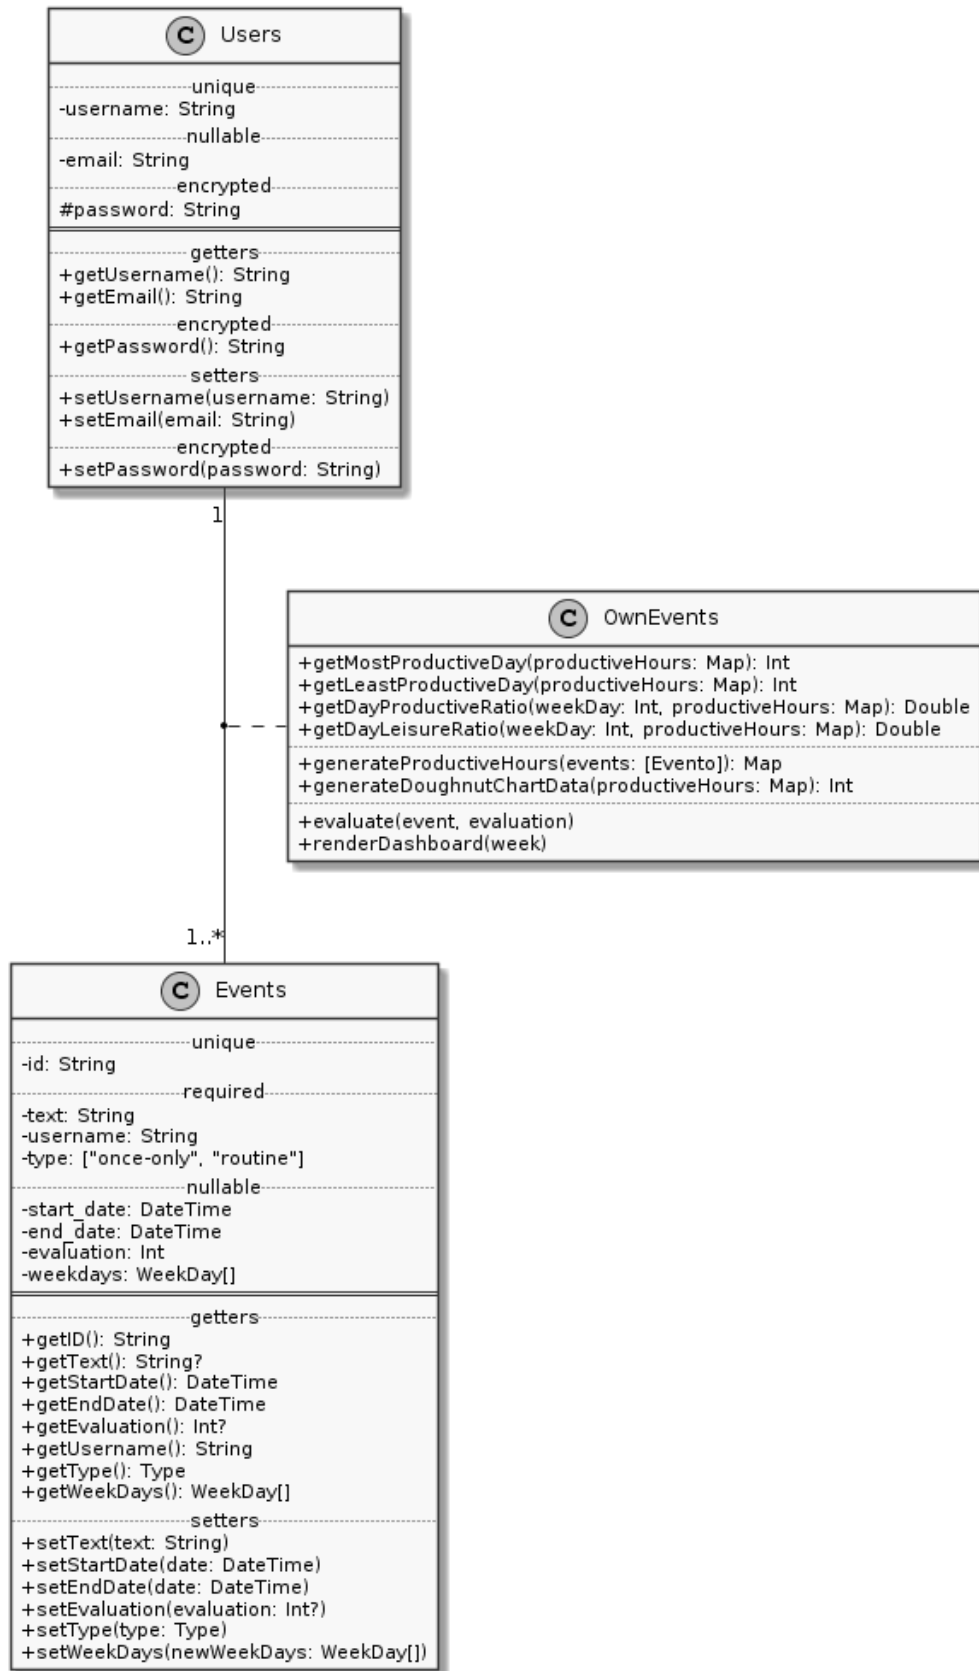 C Users
unique
-username: String
nullable
-email: String
encrypted
#password: String
getters
+getUsername(): String
+getEmail(): String
encrypted
+getPassword(): String
setters
+setUsername(username: String)
+setEmail(email: String)
encrypted
+setPassword(password: String)
1
C OwnEvents
+getMostProductiveDay(productiveHours: Map): Int
+getLeastProductiveDay(productiveHours: Map): Int
+getDayProductiveRatio(weekDay: Int, productiveHours: Map): Double
+getDayLeisureRatio(weekDay: Int, productiveHours: Map): Double
+generateProductiveHours(events: [Evento]): Map
+generateDoughnutChartData(productiveHours: Map): Int
+evaluate(event, evaluation)
+renderDashboard(week)
1..*
C Events
unique
-id: String
required
-text: String
-username: String
-type: ["once-only", "routine"]
nullable
-start_date: DateTime
-end_date: DateTime
-evaluation: Int
-weekdays: WeekDay[]
getters
+getID(): String
+getText(): String?
+getStartDate(): DateTime
+getEndDate(): DateTime
+getEvaluation(): Int?
+getUsername(): String
+getType(): Type
+getWeekDays(): WeekDay[]
setters
+setText(text: String)
+setStartDate(date: DateTime)
+setEndDate(date: DateTime)
+setEvaluation(evaluation: Int?)
+setType(type: Type)
+setWeekDays(newWeekDays: WeekDay[])